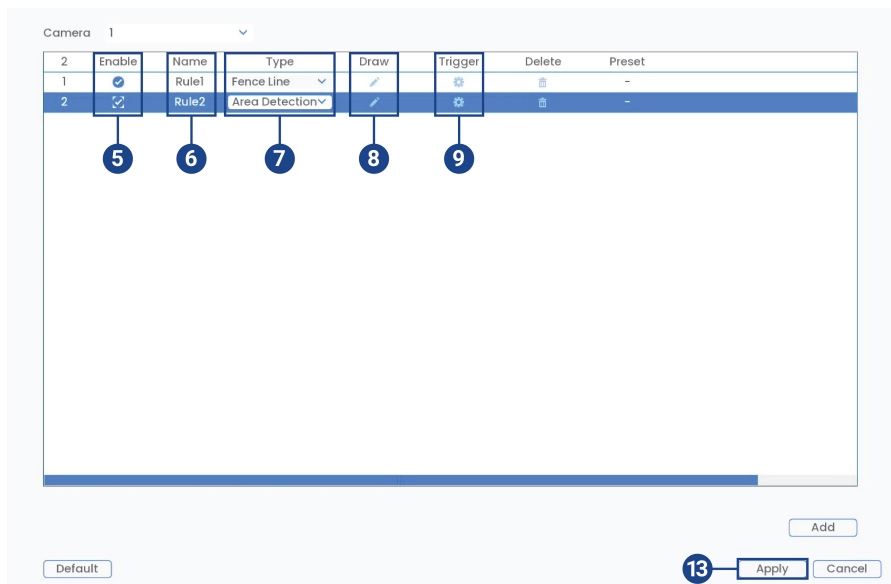 Camera 1
2 Enable Name Type Draw Trigger Delete Preset
1 Rule1 Fence Line -
2 Rule2 Area Detection -
5 6 7 8 9
Add
Default 13 Apply Cancel